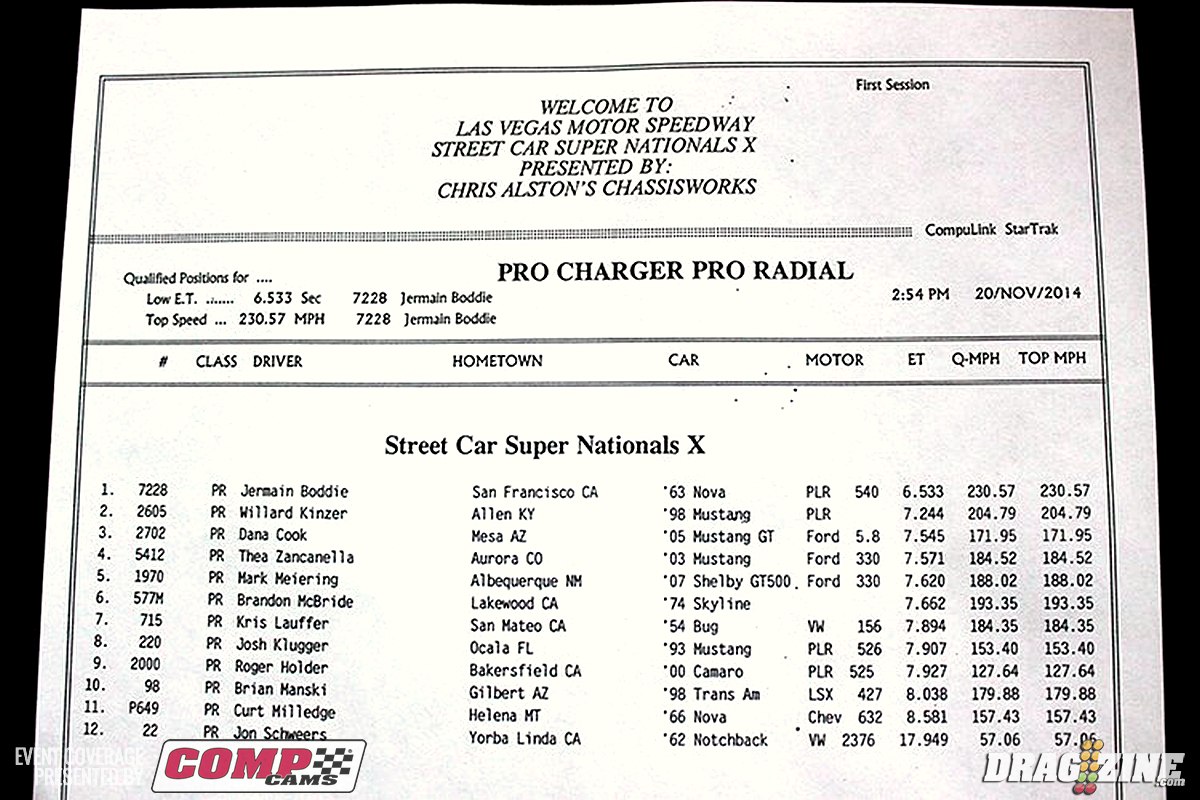 First Session
WELCOME TO
LAS VEGAS MOTOR SPEEDWAY
STREET CAR SUPER NATIONALS X
PRESENTED BY:
CHRIS ALSTON'S CHASSISWORKS
CompuLink StarTrak
Qualified Positions for ....
PRO CHARGER PRO RADIAL
Low E.T. ....... 6.533 Sec 7228 Jermain Boddie
2:54 PM 20/NOV/2014
Top Speed ... 230.57 MPH 7228 Jermain Boddie
# CLASS DRIVER HOMETOWN CAR MOTOR ET Q-MPH TOP MPH
Street Car Super Nationals X
1. 7228 PR Jermain Boddie San Francisco CA '63 Nova PLR 540 6.533 230.57 230.57
2. 2605 PR Willard Kinzer Allen KY '98 Mustang PLR 7.244 204.79 204.79
3. 2702 PR Dana Cook Mesa AZ '05 Mustang GT Ford 5.8 7.545 171.95 171.95
4. 5412 PR Thea Zancanella Aurora CO '03 Mustang Ford 330 7.571 184.52 184.52
5. 1970 PR Mark Meiering Albequerque NM '07 Shelby GT500 Ford 330 7.620 188.02 188.02
6. 577M PR Brandon McBride Lakewood CA '74 Skyline 7.662 193.35 193.35
7. 715 PR Kris Lauffer San Mateo CA '54 Bug VW 156 7.894 184.35 184.35
8. 220 PR Josh Klugger Ocala FL '93 Mustang PLR 526 7.907 153.40 153.40
9. 2000 PR Roger Holder Bakersfield CA '00 Camaro PLR 525 7.927 127.64 127.64
10. 98 PR Brian Manski Gilbert AZ '98 Trans Am LSX 427 8.038 179.88 179.88
11. P649 PR Curt Milledge Helena MT '66 Nova Chev 632 8.581 157.43 157.43
12. 22 PR Jon Schweers Yorba Linda CA '62 Notchback VW 2376 17.949 57.06 57.06
EVENT COVERAGE
PRESENTED BY
COMP
CAMS
DRAGZINE
.com